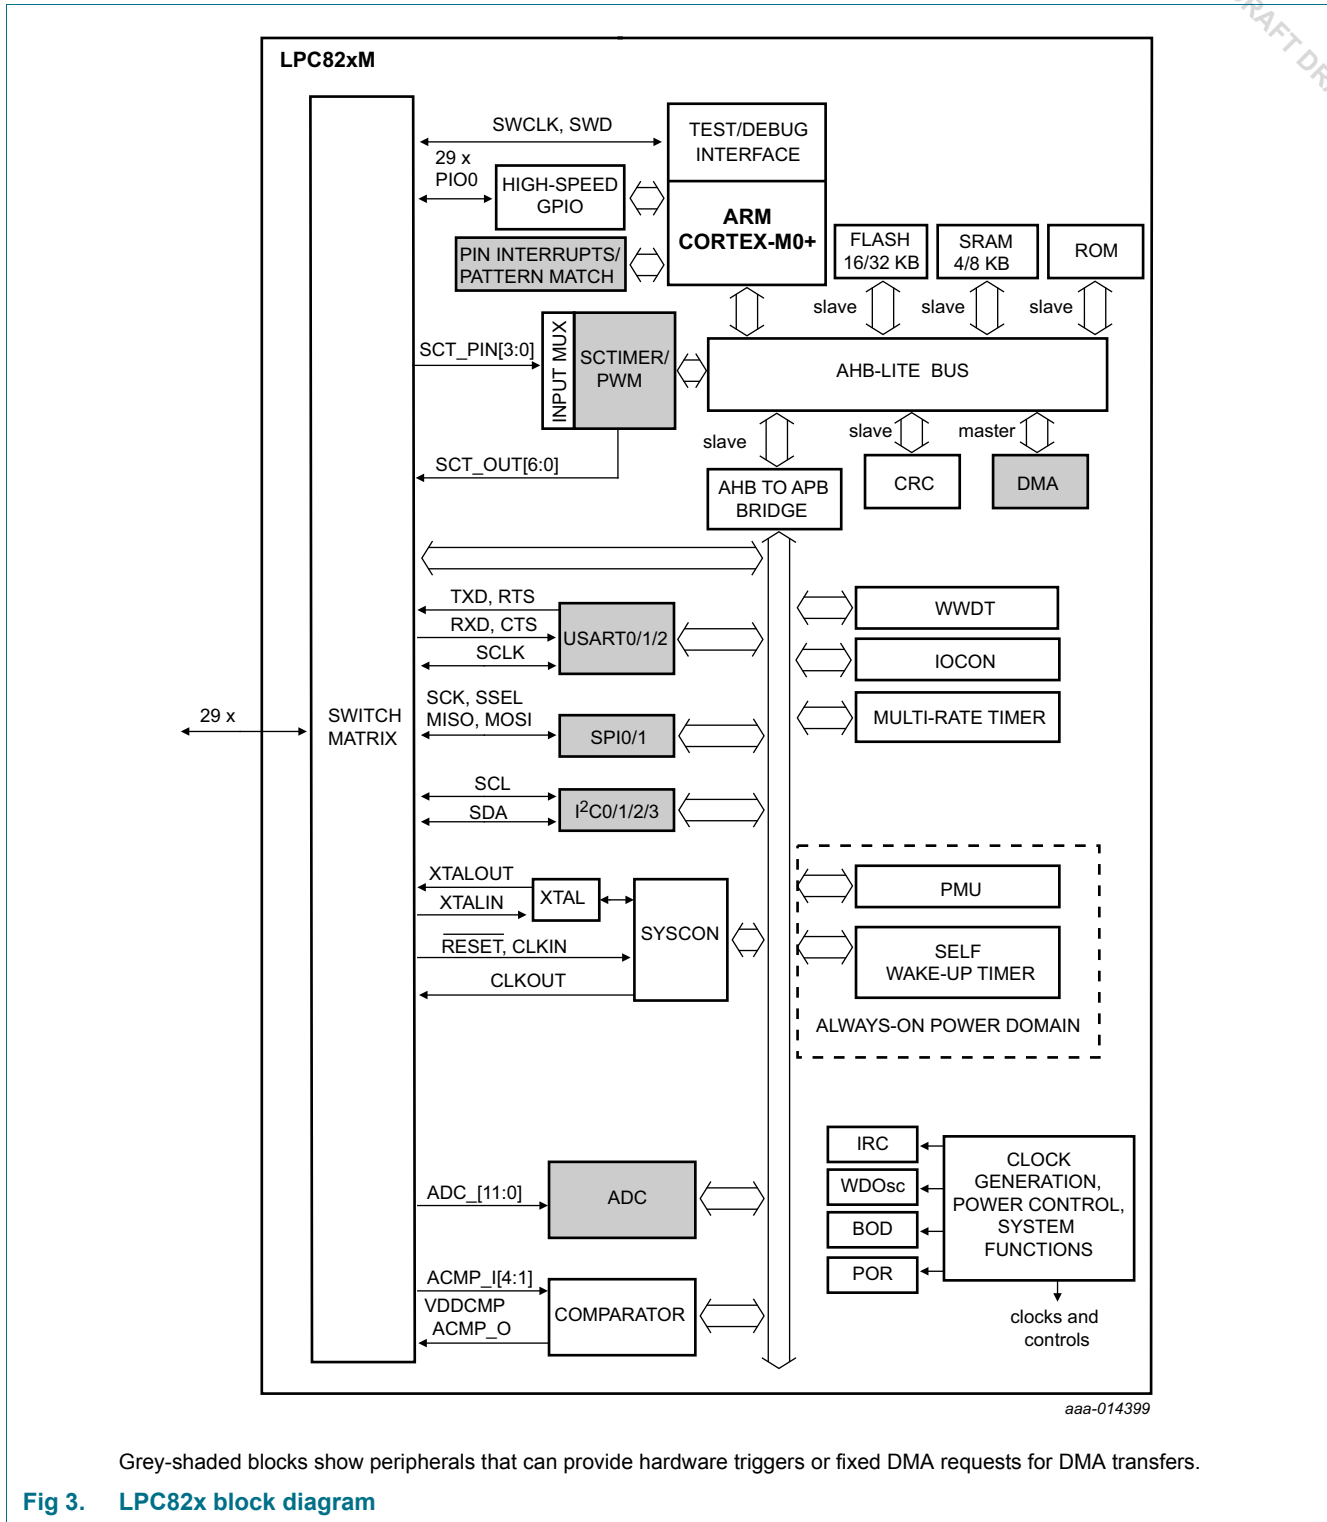 DRAFT DRA
LPC82xM
SWCLK, SWD
TEST/DEBUG
INTERFACE
29 x
PIO0
HIGH-SPEED
GPIO
ARM
CORTEX-M0+
PIN INTERRUPTS/
PATTERN MATCH
FLASH
16/32 KB
SRAM
4/8 KB
ROM
slave
slave
slave
SCT_PIN[3:0]
INPUT MUX
SCTIMER/
PWM
AHB-LITE BUS
slave
slave
master
SCT_OUT[6:0]
AHB TO APB
BRIDGE
CRC
DMA
TXD, RTS
RXD, CTS
SCLK
USART0/1/2
WWDT
IOCON
MULTI-RATE TIMER
29 x
SWITCH
MATRIX
SCK, SSEL
MISO, MOSI
SPI0/1
SCL
SDA
I²C0/1/2/3
XTALOUT
XTALIN
XTAL
RESET, CLKIN
CLKOUT
SYSCON
PMU
SELF
WAKE-UP TIMER
ALWAYS-ON POWER DOMAIN
ADC_[11:0]
ADC
IRC
WDOsc
BOD
POR
CLOCK
GENERATION,
POWER CONTROL,
SYSTEM
FUNCTIONS
clocks and
controls
ACMP_I[4:1]
VDDCMP
ACMP_O
COMPARATOR
aaa-014399
Grey-shaded blocks show peripherals that can provide hardware triggers or fixed DMA requests for DMA transfers.
Fig 3. LPC82x block diagram